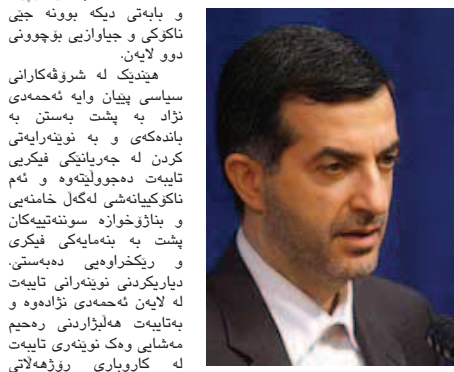 و بابەتی دیکە بوونە جێی
ناکۆکی و جیاوازیی بۆچوونی
دوو لایەن.
هێندێک لە شرۆڤەکارانی
سیاسی پێیان وایە ئەحمەدی
نژاد بە پشت بەستن بە
باندەکەی و بە نوێنەرایەتی
کردن لە جەریانێکی فیکریی
تایبەت دەجووڵێتەوە و ئەم
ناکۆکییانەشی لەگەڵ خامنەیی
و بناژۆخوازە سوننەتییەکان
پشت بە بنەمایەکی فیکری
و رێکخراوەیی دەبەستێ.
دیاریکردنی نوێنەرانی تایبەت
لە لایەن ئەحمەدی نژادەوە و
بەتایبەت هەڵبژاردنی رەحیم
مەشایی وەک نوێنەری تایبەت
لە کاروباری رۆژهەڵاتی